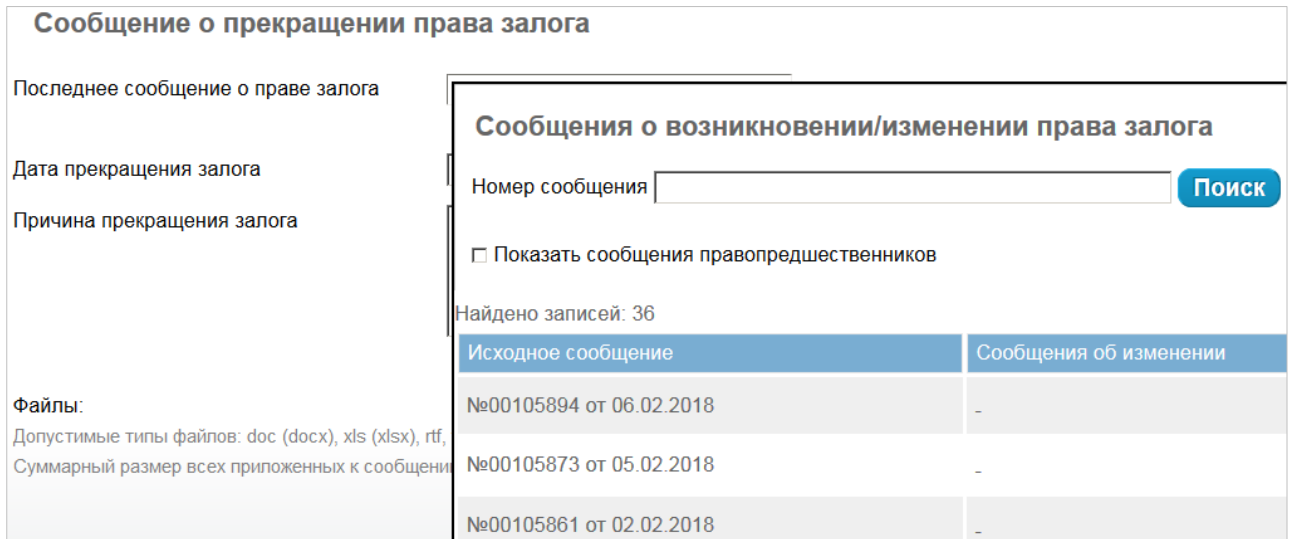 Сообщение о прекращении права залога
Последнее сообщение о праве залога
Дата прекращения залога
Причина прекращения залога
Файлы:
Допустимые типы файлов: doc (docx), xls (xlsx), rtf,
Суммарный размер всех приложенных к
Сообщения о возникновении/изменении права залога
Номер сообщения Поиск
Показать сообщения правопредшественников
Найдено записей: 36
Исходное сообщение Сообщения об изменении
№00105894 от 06.02.2018 -
№00105873 от 05.02.2018 -
№00105861 от 02.02.2018 -